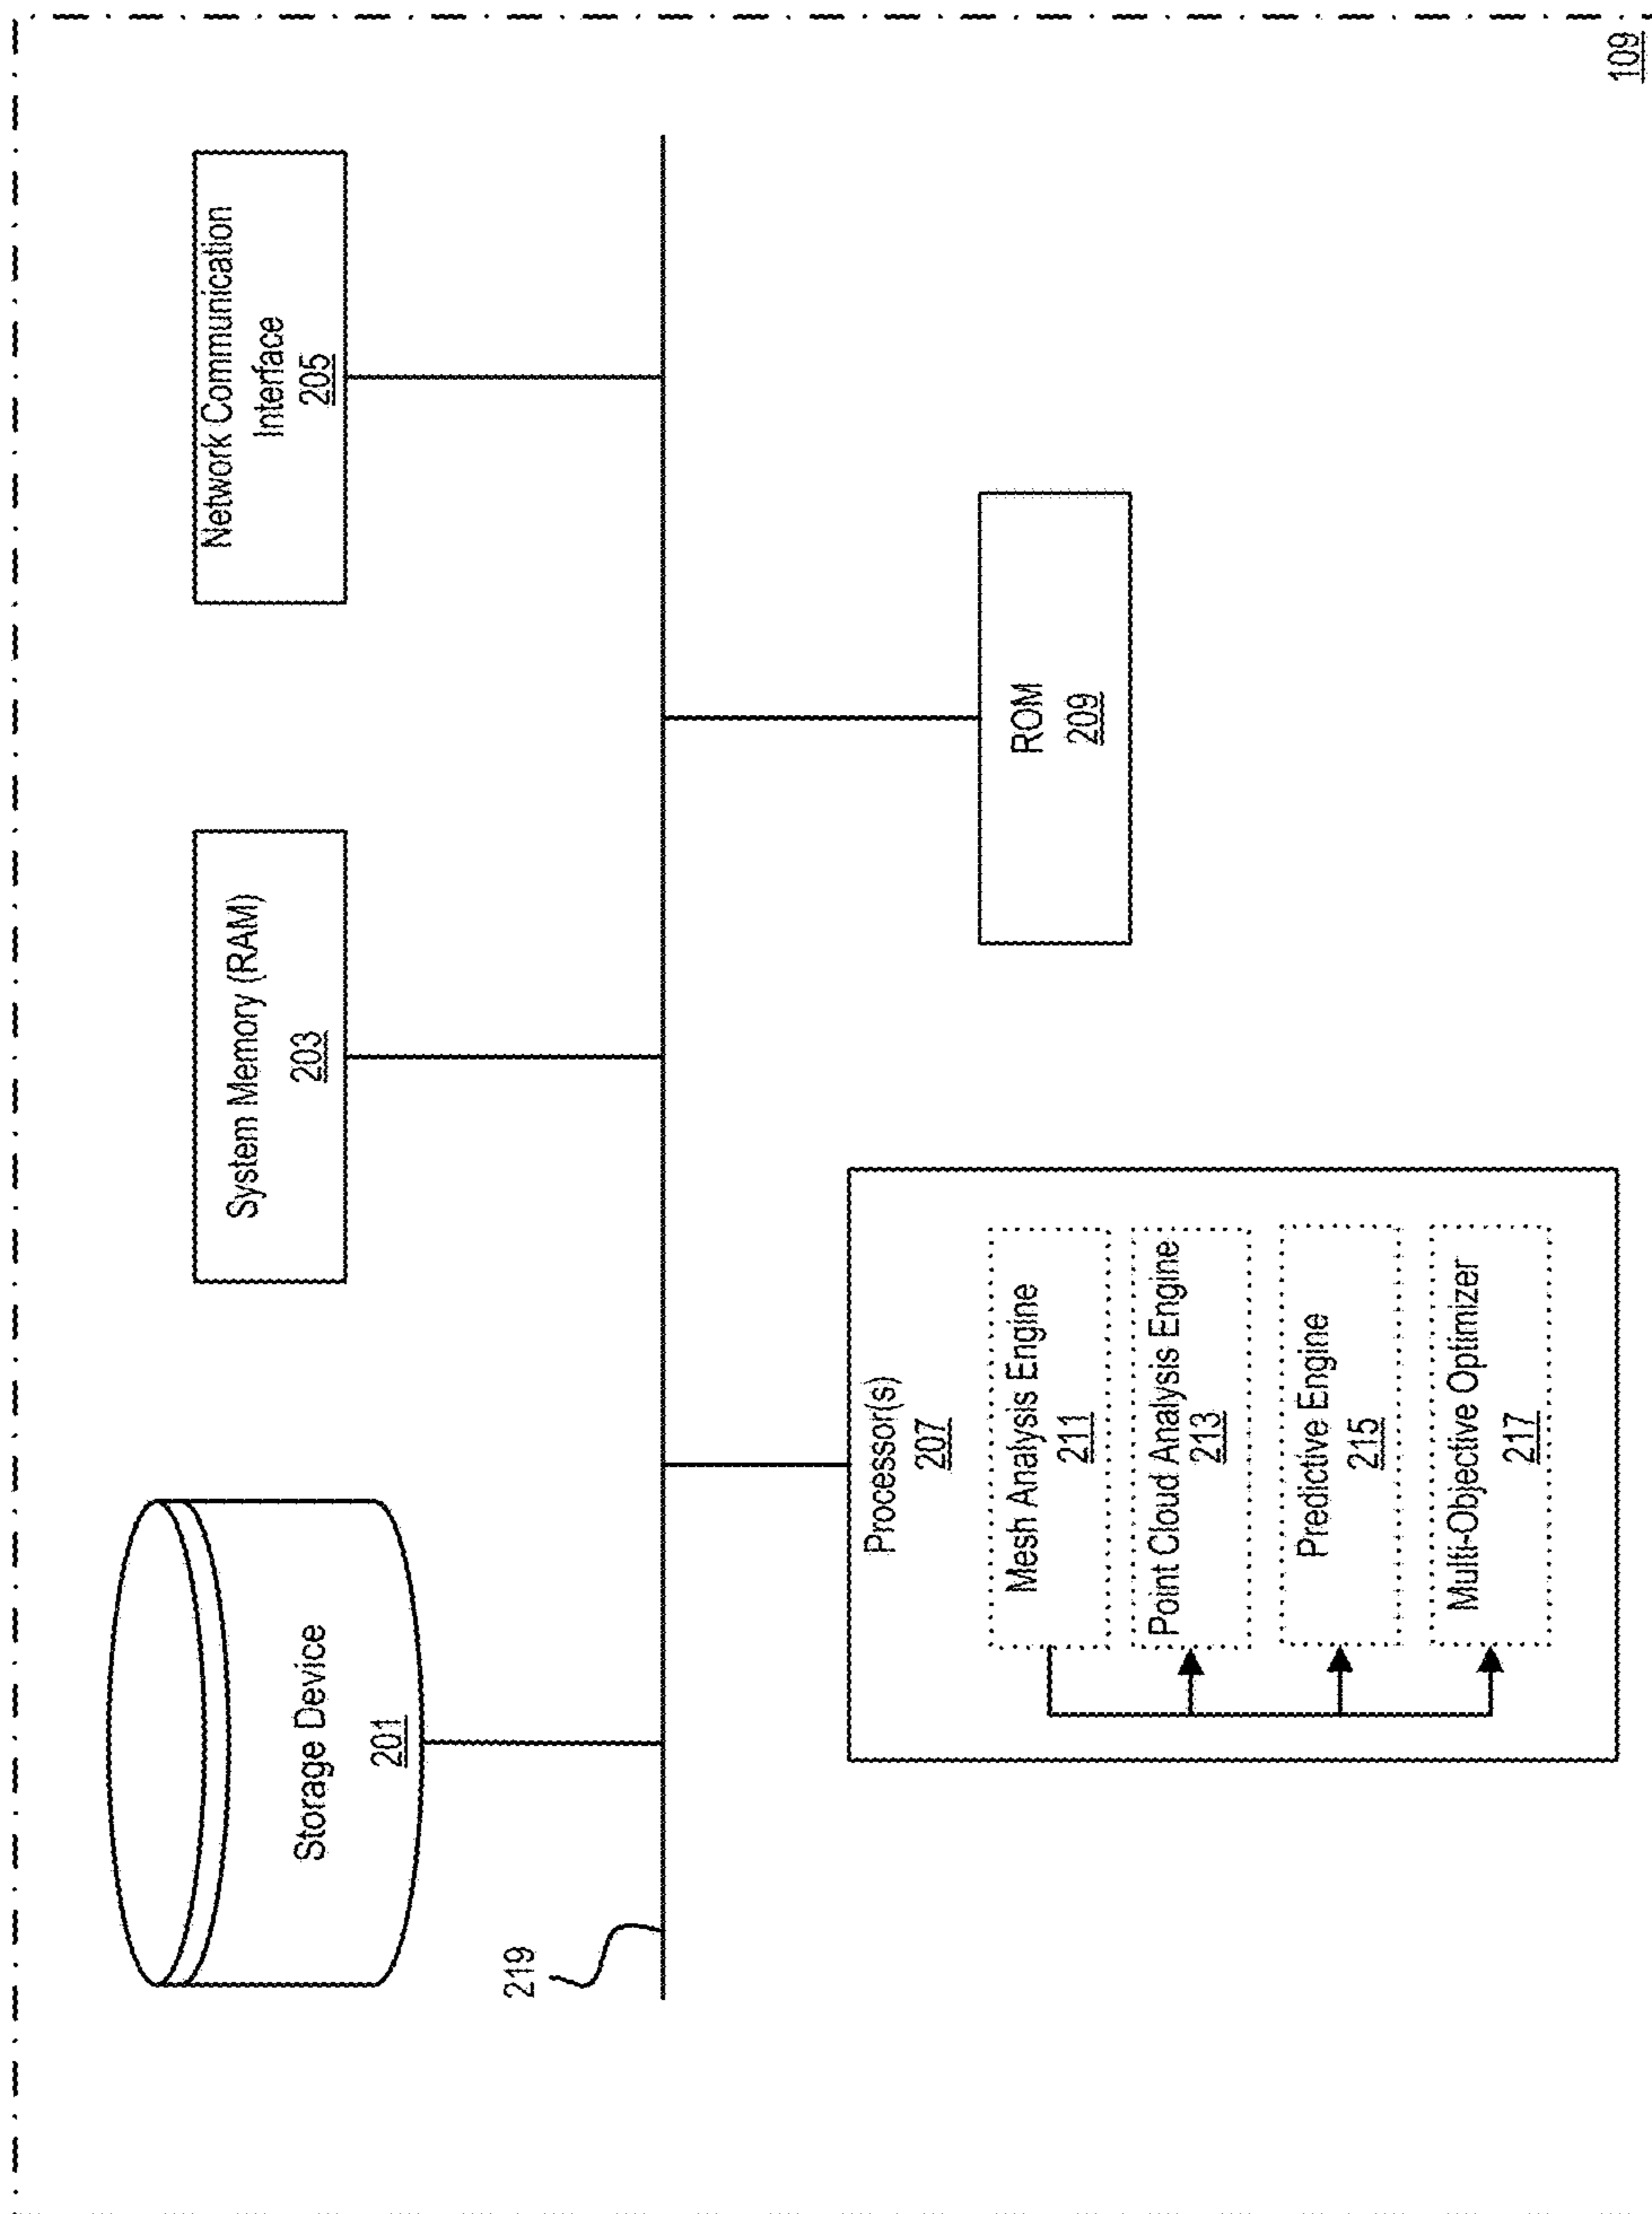 Storage Device
201
System Memory (RAM)
203
Network Communication
Interface
205
219
Processor(s)
207
Mesh Analysis Engine
211
Point Cloud Analysis Engine
213
Predictive Engine
215
Multi-Objective Optimizer
217
ROM
209
109